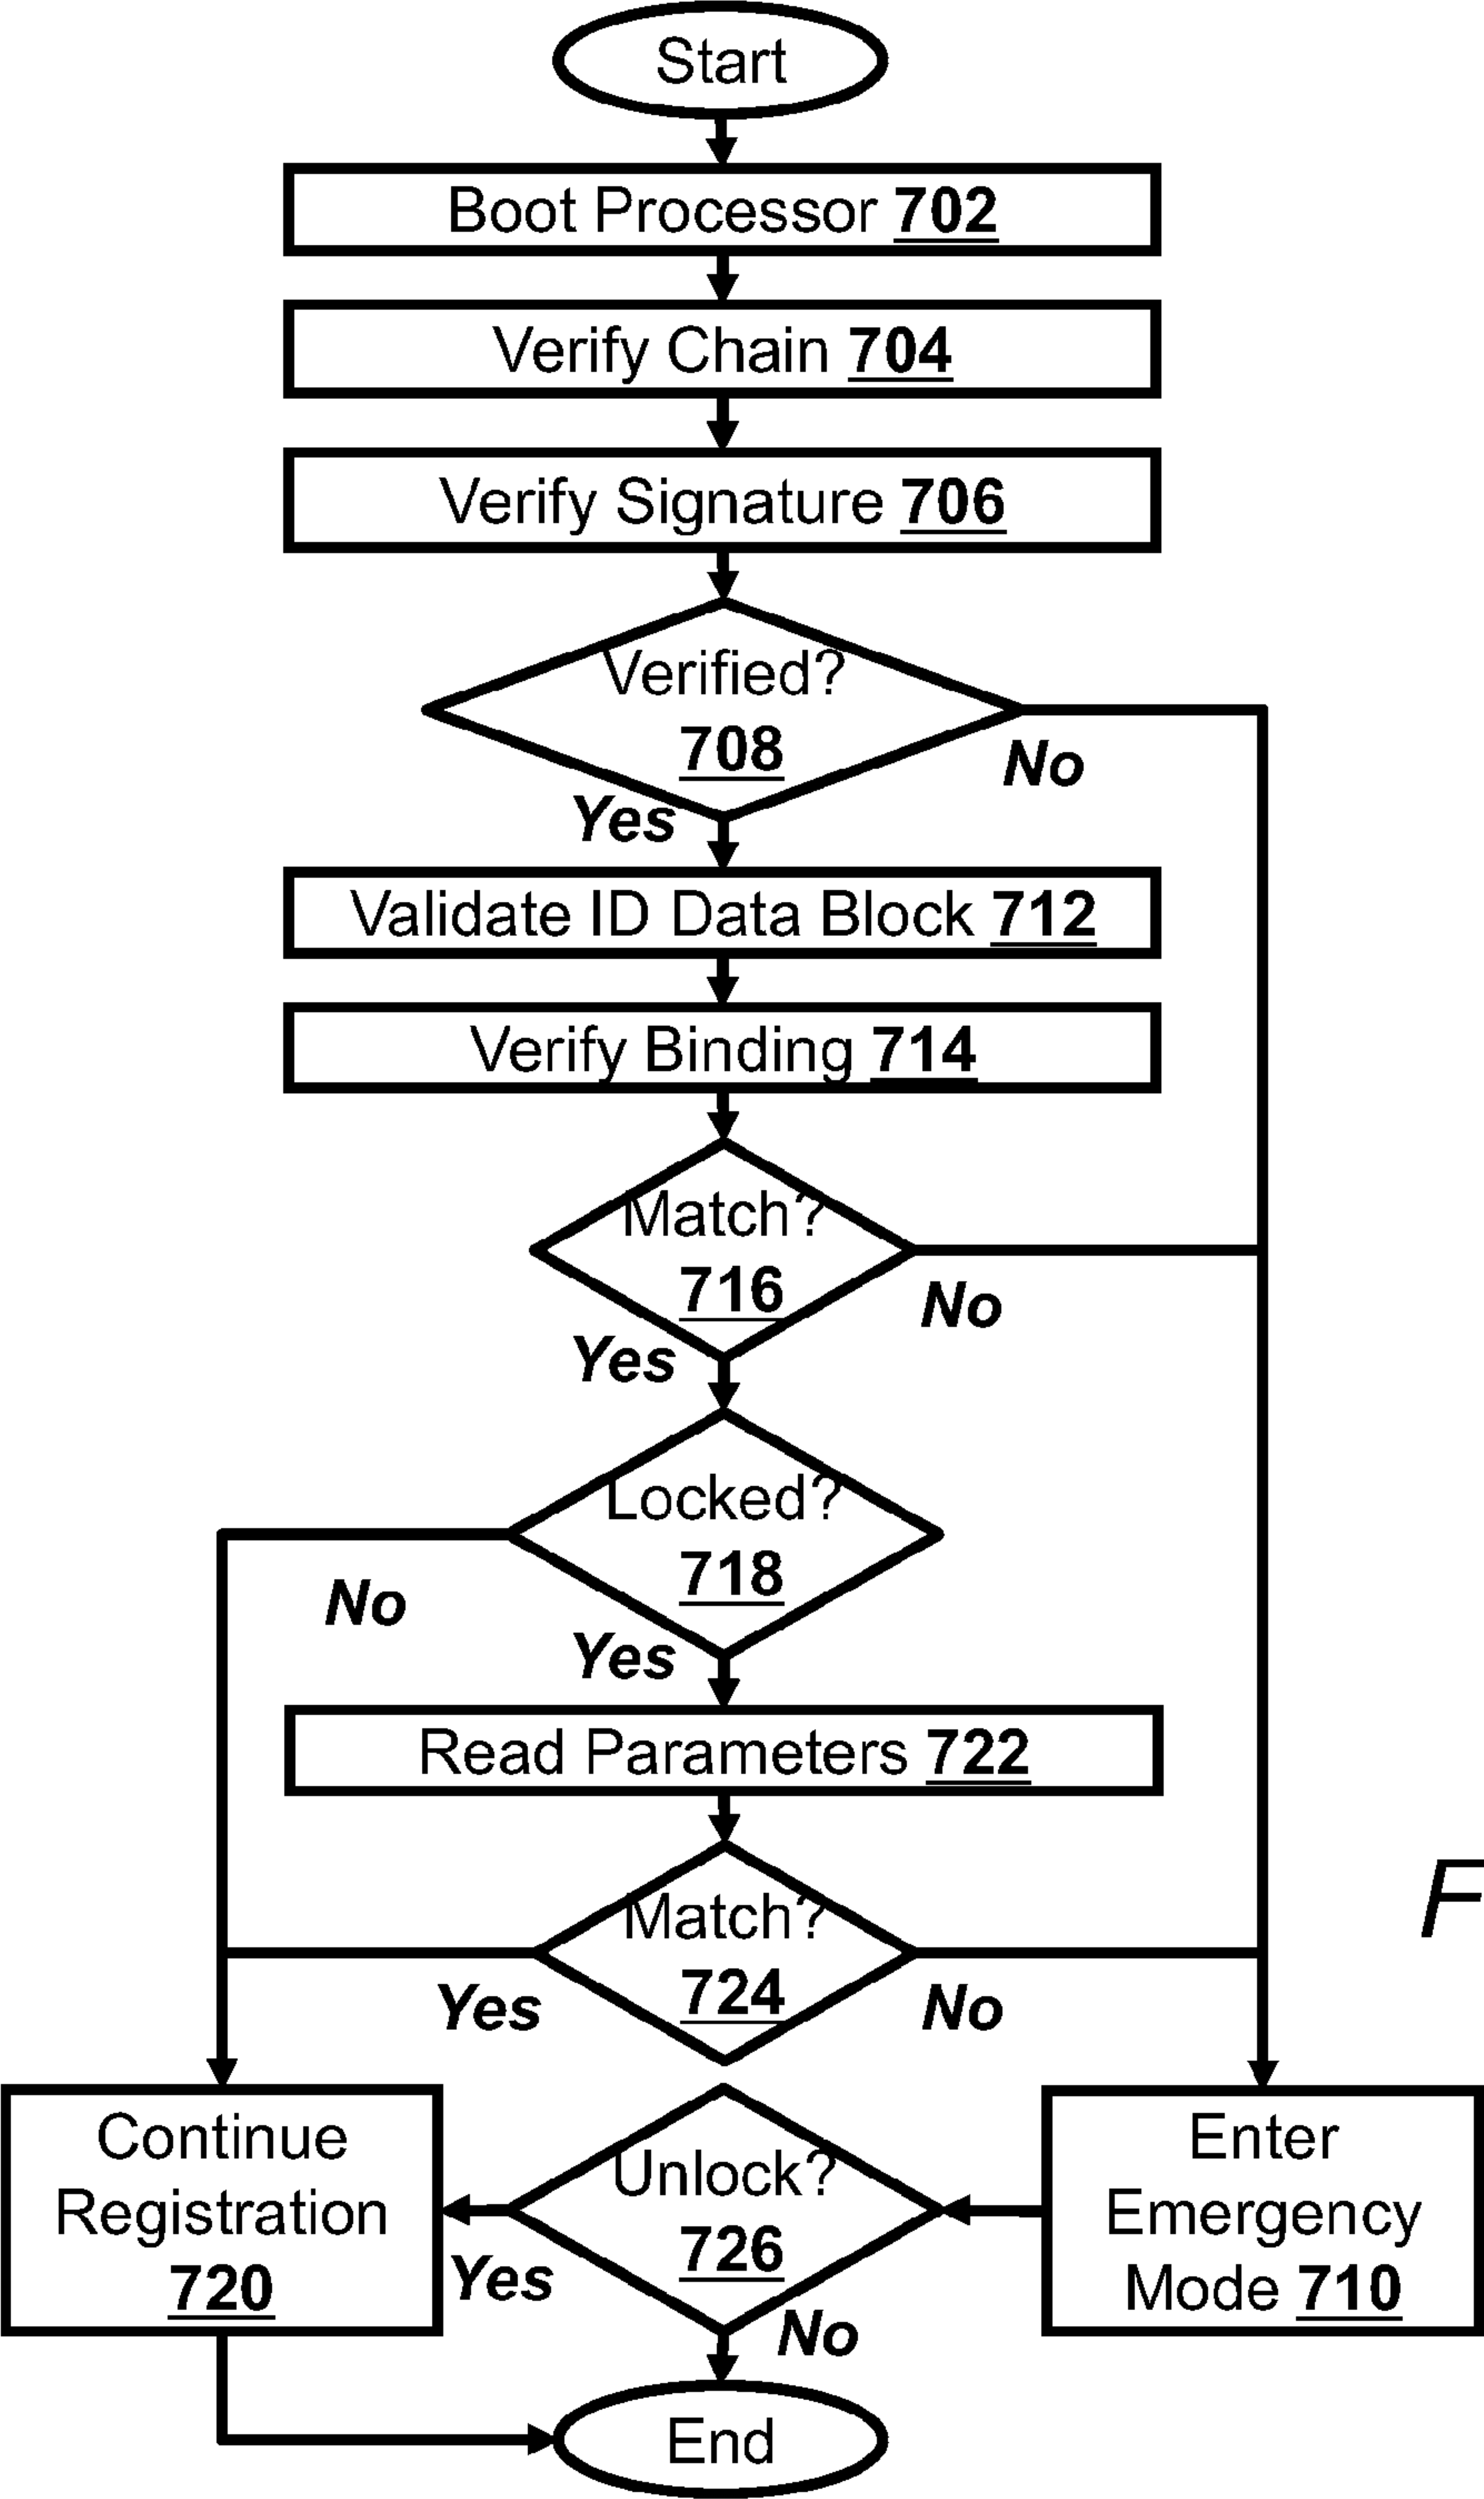 Start
Boot Processor 702
Verify Chain 704
Verify Signature 706
Verified?
708
No
Yes
Validate ID Data Block 712
Verify Binding 714
Match?
716
No
Yes
Locked?
718
No
Yes
Read Parameters 722
F
Match?
724
Yes
No
Continue
Registration
720
Unlock?
726
Yes
No
Enter
Emergency
Mode 710
End